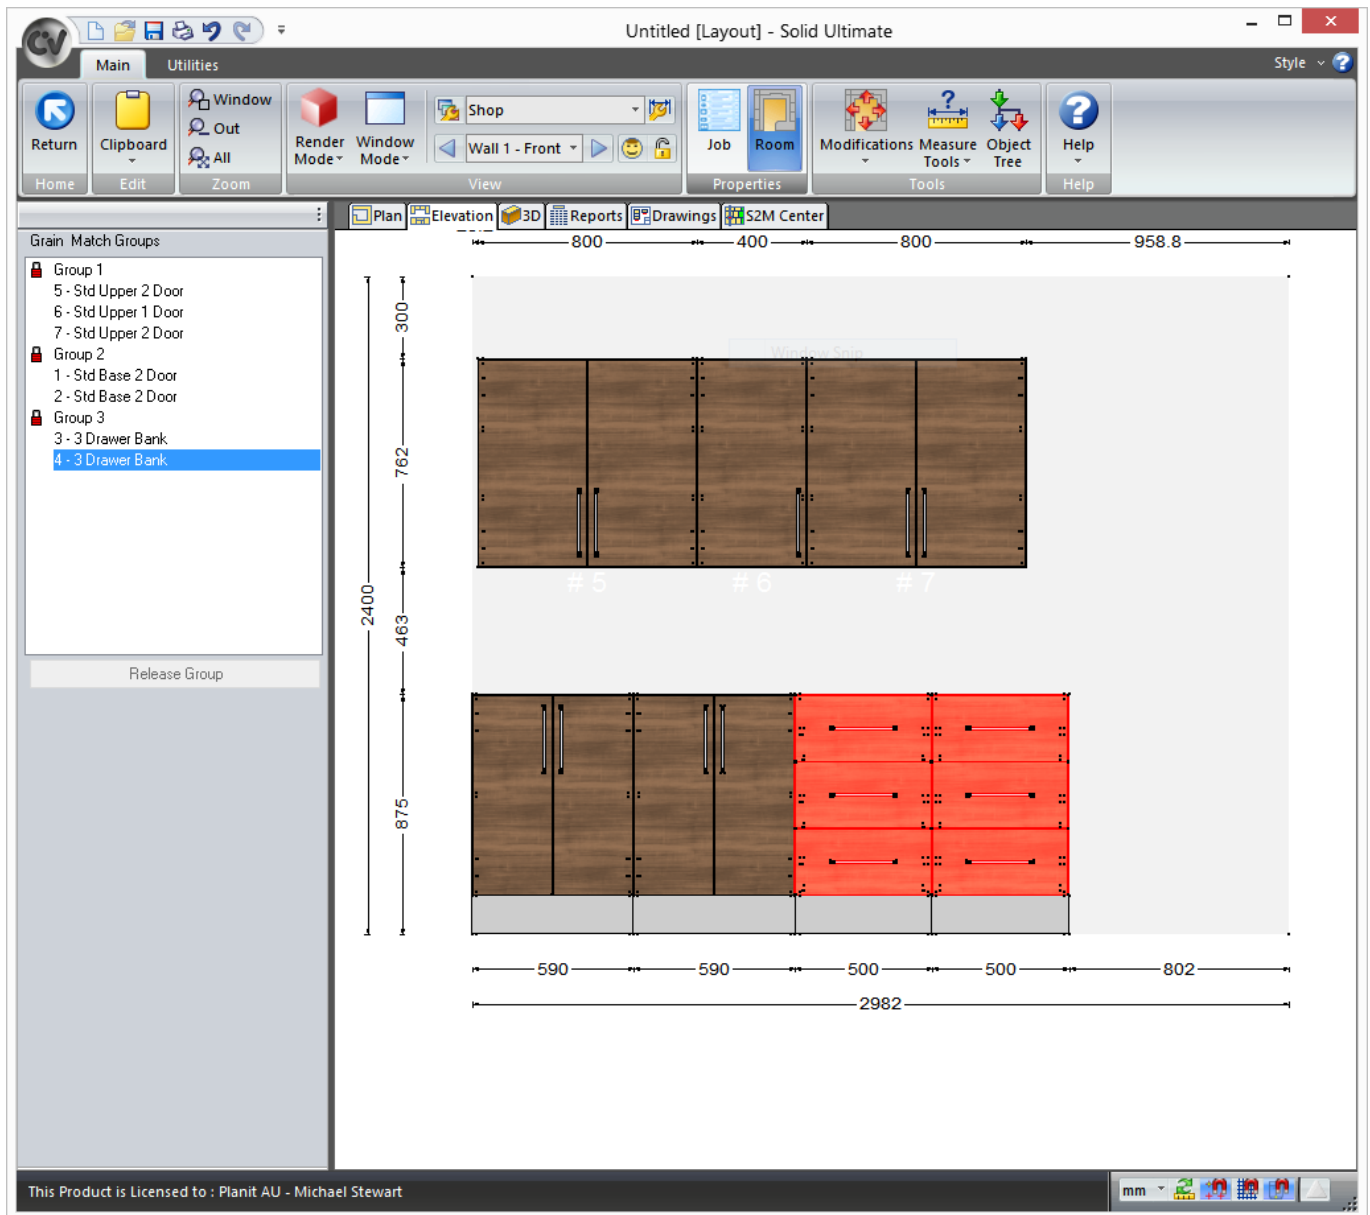 CV
Untitled [Layout] - Solid Ultimate
Main
Utilities
Style
Return
Clipboard
Window
Out
All
Render Mode
Window Mode
Shop
Wall 1 - Front
Job
Room
Modifications
Measure Tools
Object Tree
Help
Home
Edit
Zoom
View
Properties
Tools
Help
Plan
Elevation
3D
Reports
Drawings
S2M Center
Grain Match Groups
Group 1
5 - Std Upper 2 Door
6 - Std Upper 1 Door
7 - Std Upper 2 Door
Group 2
1 - Std Base 2 Door
2 - Std Base 2 Door
Group 3
3 - 3 Drawer Bank
4 - 3 Drawer Bank
Release Group
800
400
800
958.8
300
762
463
875
2400
Window Snip
# 5
# 6
# 7
590
590
500
500
802
2982
This Product is Licensed to : Planit AU - Michael Stewart
mm